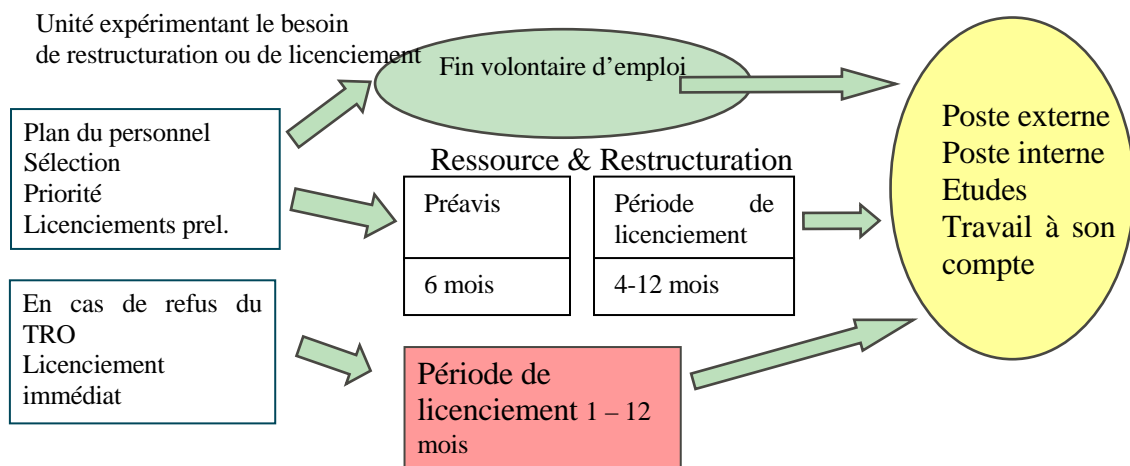 Unité expérimentant le besoin
de restructuration ou de licenciement
Fin volontaire d’emploi
Plan du personnel
Sélection
Priorité
Licenciements prel.
Ressource & Restructuration
Préavis
6 mois
Période de
licenciement
4-12 mois
En cas de refus du
TRO
Licenciement
immédiat
Période de
licenciement 1 – 12
mois
Poste externe
Poste interne
Etudes
Travail à son
compte